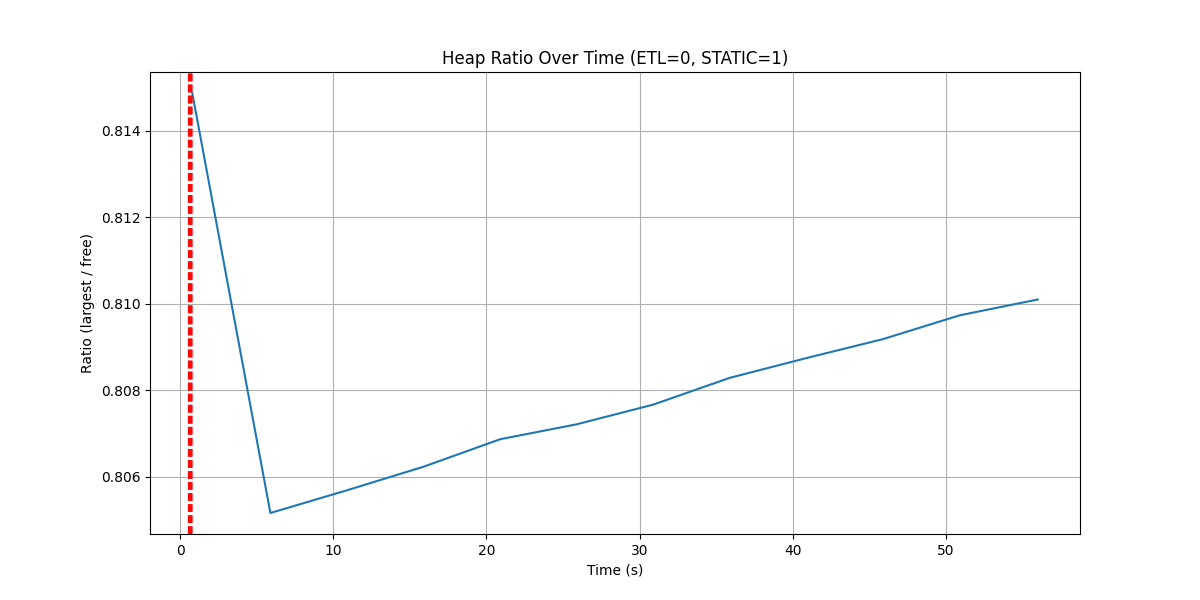 Heap Ratio Over Time (ETL=0, STATIC=1)
Ratio (largest / free)
0.814
0.812
0.810
0.808
0.806
0 10 20 30 40 50
Time (s)